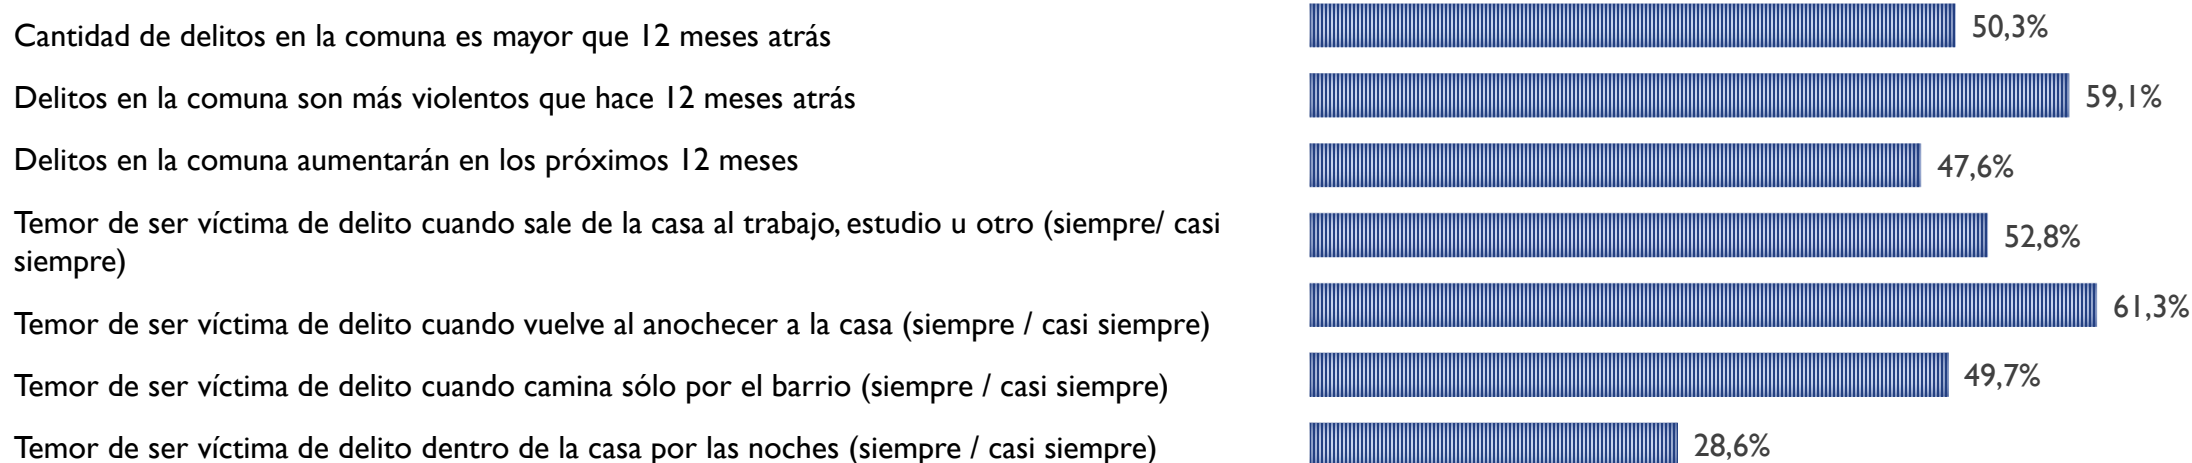 Cantidad de delitos en la comuna es mayor que 12 meses atrás 50,3%
Delitos en la comuna son más violentos que hace 12 meses atrás 59,1%
Delitos en la comuna aumentarán en los próximos 12 meses 47,6%
Temor de ser víctima de delito cuando sale de la casa al trabajo, estudio u otro (siempre/ casi 52,8%
siempre)
Temor de ser víctima de delito cuando vuelve al anochecer a la casa (siempre / casi siempre) 61,3%
Temor de ser víctima de delito cuando camina sólo por el barrio (siempre / casi siempre) 49,7%
Temor de ser víctima de delito dentro de la casa por las noches (siempre / casi siempre) 28,6%